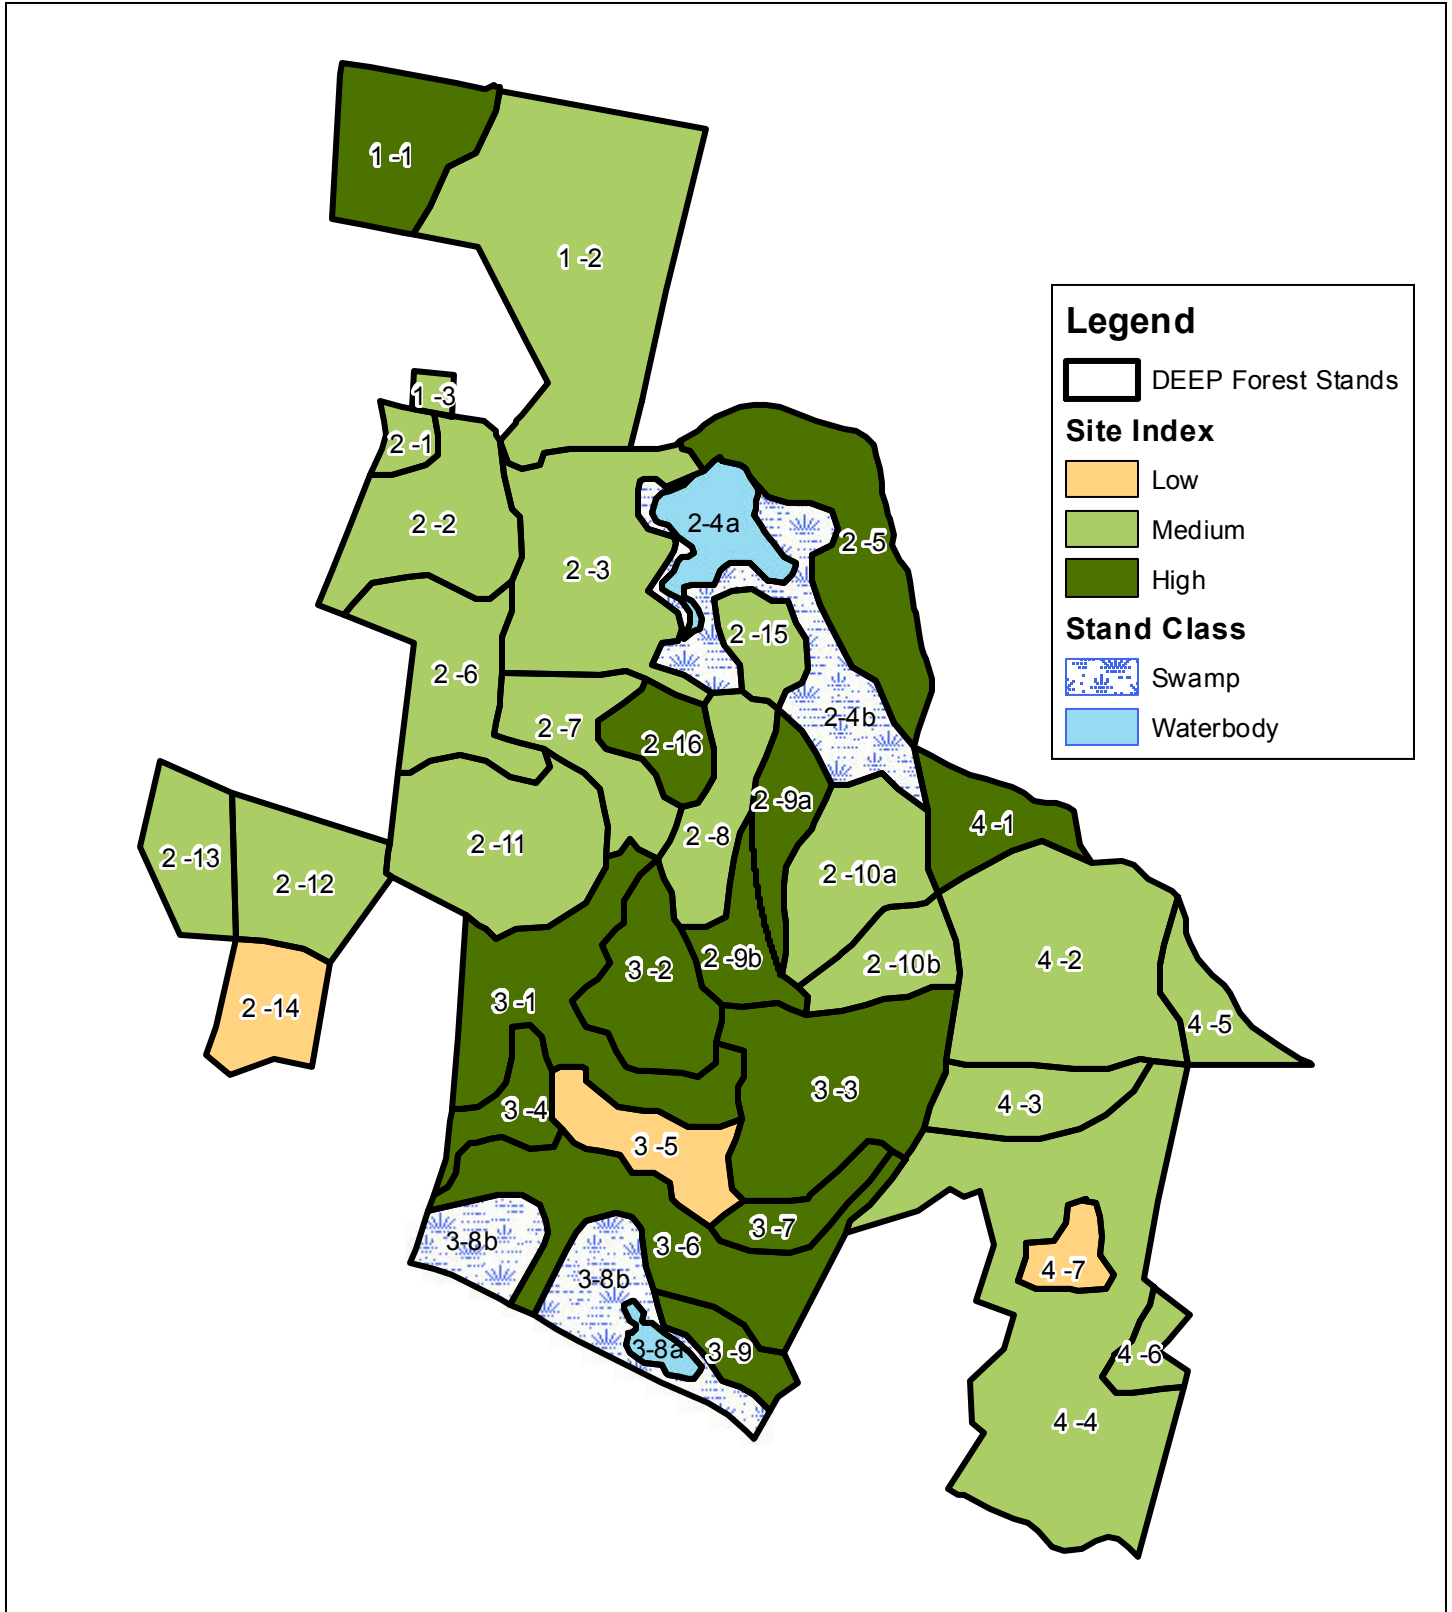 1 -1
1 -2
Legend
DEEP Forest Stands
1 -3
Site Index
2 -1
Low
2 -2
2-4a
Medium
2 -5
2 -3
High
Stand Class
2 -15
2 -6
Swamp
2-4b
2 -7
Waterbody
2 -16
2 -9a
4 -1
2 -8
2 -11
2 -13
2 -10a
2 -12
2 -9b
4 -2
2 -10b
3 -2
3 -1
2 -14
4 -5
3 -3
4 -3
3 -4
3 -5
3 -7
3-8b
3 -6
4 -7
3-8b
3-8a
3 -9
4 -6
4 -4